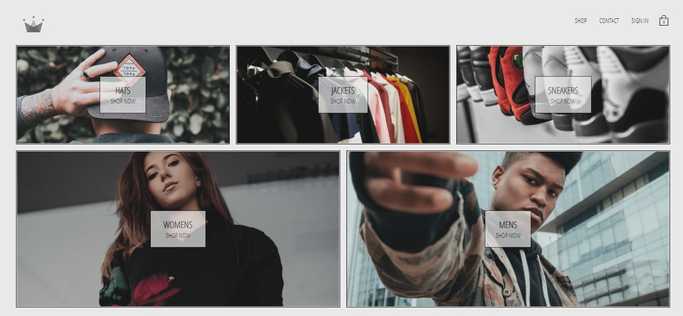 SHOP CONTACT SIGN IN 0
HATS
SHOP NOW
JACKETS
SHOP NOW
SNEAKERS
SHOP NOW
WOMENS
SHOP NOW
MENS
SHOP NOW